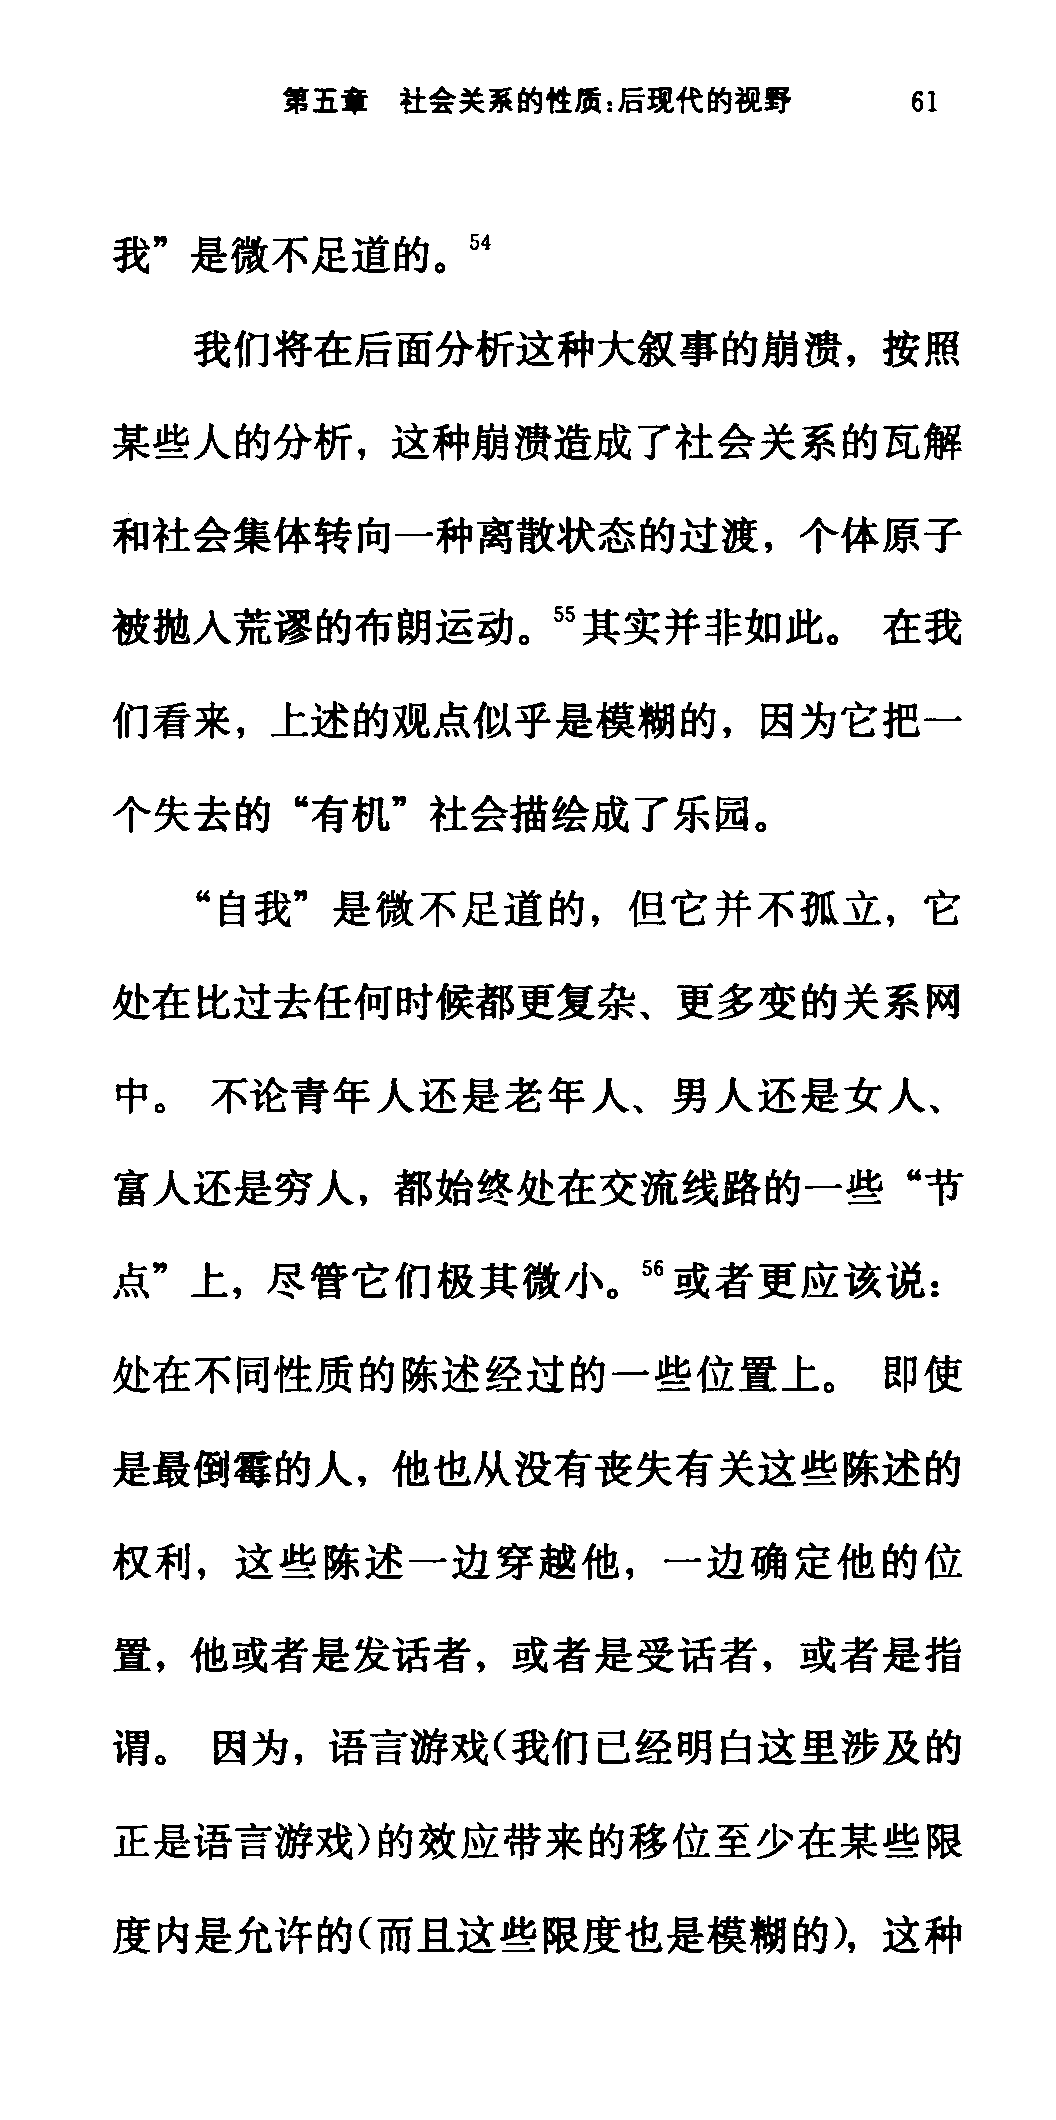 第五章 社会关系的性质:后现代的视野 61
我”是微不足道的。54
我们将在后面分析这种大叙事的崩溃，按照
某些人的分析，这种崩溃造成了社会关系的瓦解
和社会集体转向一种离散状态的过渡，个体原子
被抛入荒谬的布朗运动。55其实并非如此。 在我
们看来，上述的观点似乎是模糊的，因为它把一
个失去的“有机”社会描绘成了乐园。
“自我”是微不足道的，但它并不孤立，它
处在比过去任何时候都更复杂、更多变的关系网
中。 不论青年人还是老年人、男人还是女人、
富人还是穷人，都始终处在交流线路的一些“节
点”上，尽管它们极其微小。56或者更应该说：
处在不同性质的陈述经过的一些位置上。 即使
是最倒霉的人，他也从没有丧失有关这些陈述的
权利，这些陈述一边穿越他，一边确定他的位
置，他或者是发话者，或者是受话者，或者是指
谓。 因为，语言游戏(我们已经明白这里涉及的
正是语言游戏)的效应带来的移位至少在某些限
度内是允许的(而且这些限度也是模糊的)，这种